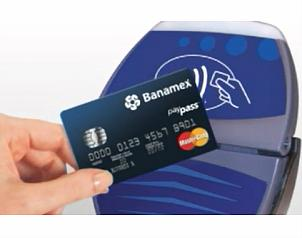 Banamex
paypass
0000 0123 4567 8901
MasterCard